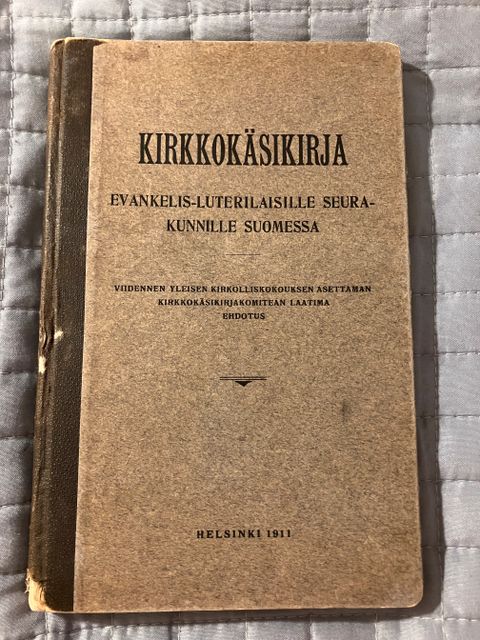 KIRKKOKÄSIKIRJA
EVANKELIS-LUTERILAISILLE SEURA-
KUNNILLE SUOMESSA
VIIDENNEN YLEISEN KIRKOLLISKOKOUKSEN ASETTAMAN
KIRKKOKÄSIKIRJAKOMITEAN LAATIMA
EHDOTUS
HELSINKI 1911